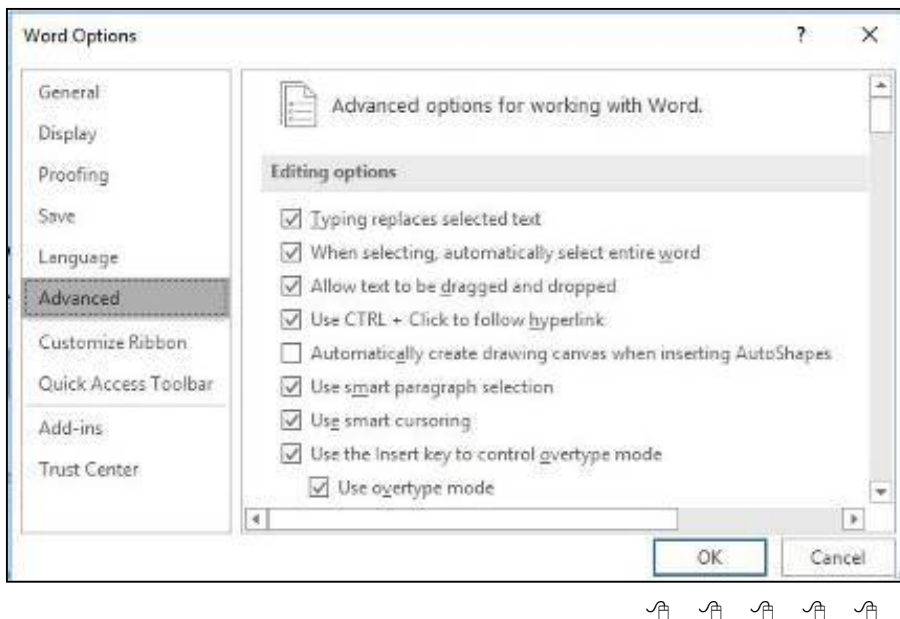 Word Options
?
General
Display
Proofing
Save
Language
Advanced
Customize Ribbon
Quick Access Toolbar
Add-ins
Trust Center
Advanced options for working with Word.
Editing options
Typing replaces selected text
When selecting, automatically select entire word
Allow text to be dragged and dropped
Use CTRL + Click to follow hyperlink
Automatically create drawing canvas when inserting AutoShapes
Use smart paragraph selection
Use smart cursoring
Use the Insert key to control overtype mode
Use overtype mode
OK
Cancel